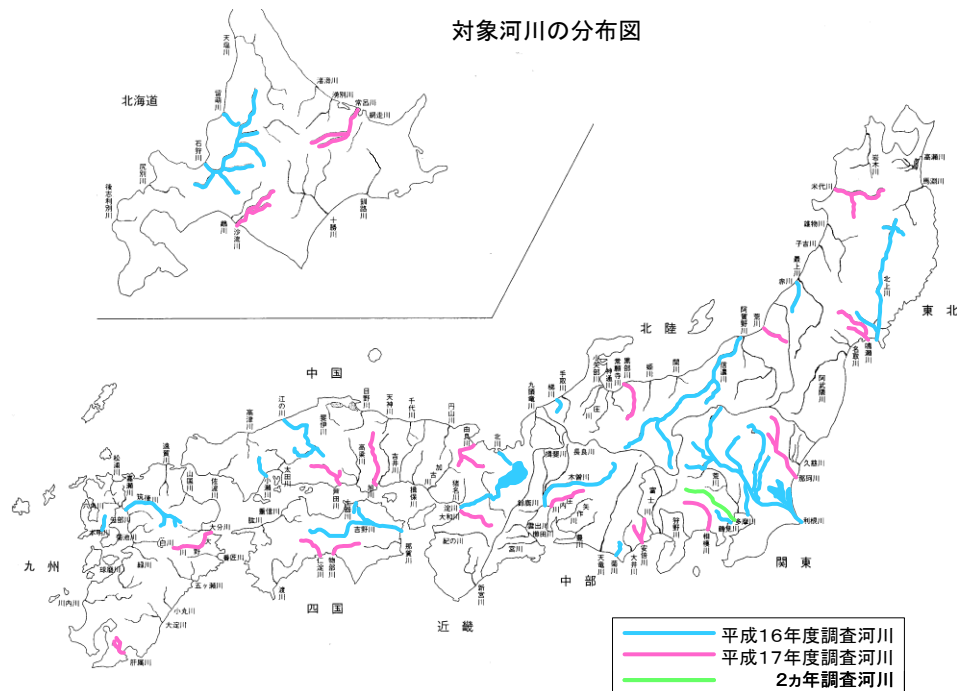 対象河川の分布図
北海道
天塩川
留萌川
石狩川
尻別川
後志利別川
鵡川
沙流川
渚滑川
湧別川
常呂川
網走川
釧路川
十勝川
東北
岩木川
高瀬川
馬淵川
米代川
雄物川
子吉川
最上川
赤川
北上川
鳴瀬川
名取川
阿武隈川
北陸
荒川
阿賀野川
信濃川
関川
姫川
黒部川
常願寺川
神通川
庄川
小矢部川
手取川
梯川
関東
久慈川
那珂川
利根川
荒川
多摩川
鶴見川
相模川
中部
富士川
狩野川
安倍川
大井川
菊川
天竜川
豊川
矢作川
庄内川
木曽川
長良川
揖斐川
鈴鹿川
雲出川
櫛田川
宮川
近畿
九頭竜川
北川
由良川
円山川
加古川
揖保川
猪名川
淀川
大和川
紀の川
新宮川
中国
千代川
天神川
日野川
斐伊川
江の川
高津川
吉井川
旭川
高梁川
芦田川
太田川
小瀬川
佐波川
四国
吉野川
那賀川
物部川
仁淀川
渡川
肱川
重信川
九州
遠賀川
山国川
筑後川
松浦川
嘉瀬川
六角川
本明川
矢部川
菊池川
白川
緑川
球磨川
川内川
肝属川
大淀川
小丸川
五ヶ瀬川
番匠川
大野川
大分川
平成16年度調査河川
平成17年度調査河川
2ヵ年調査河川